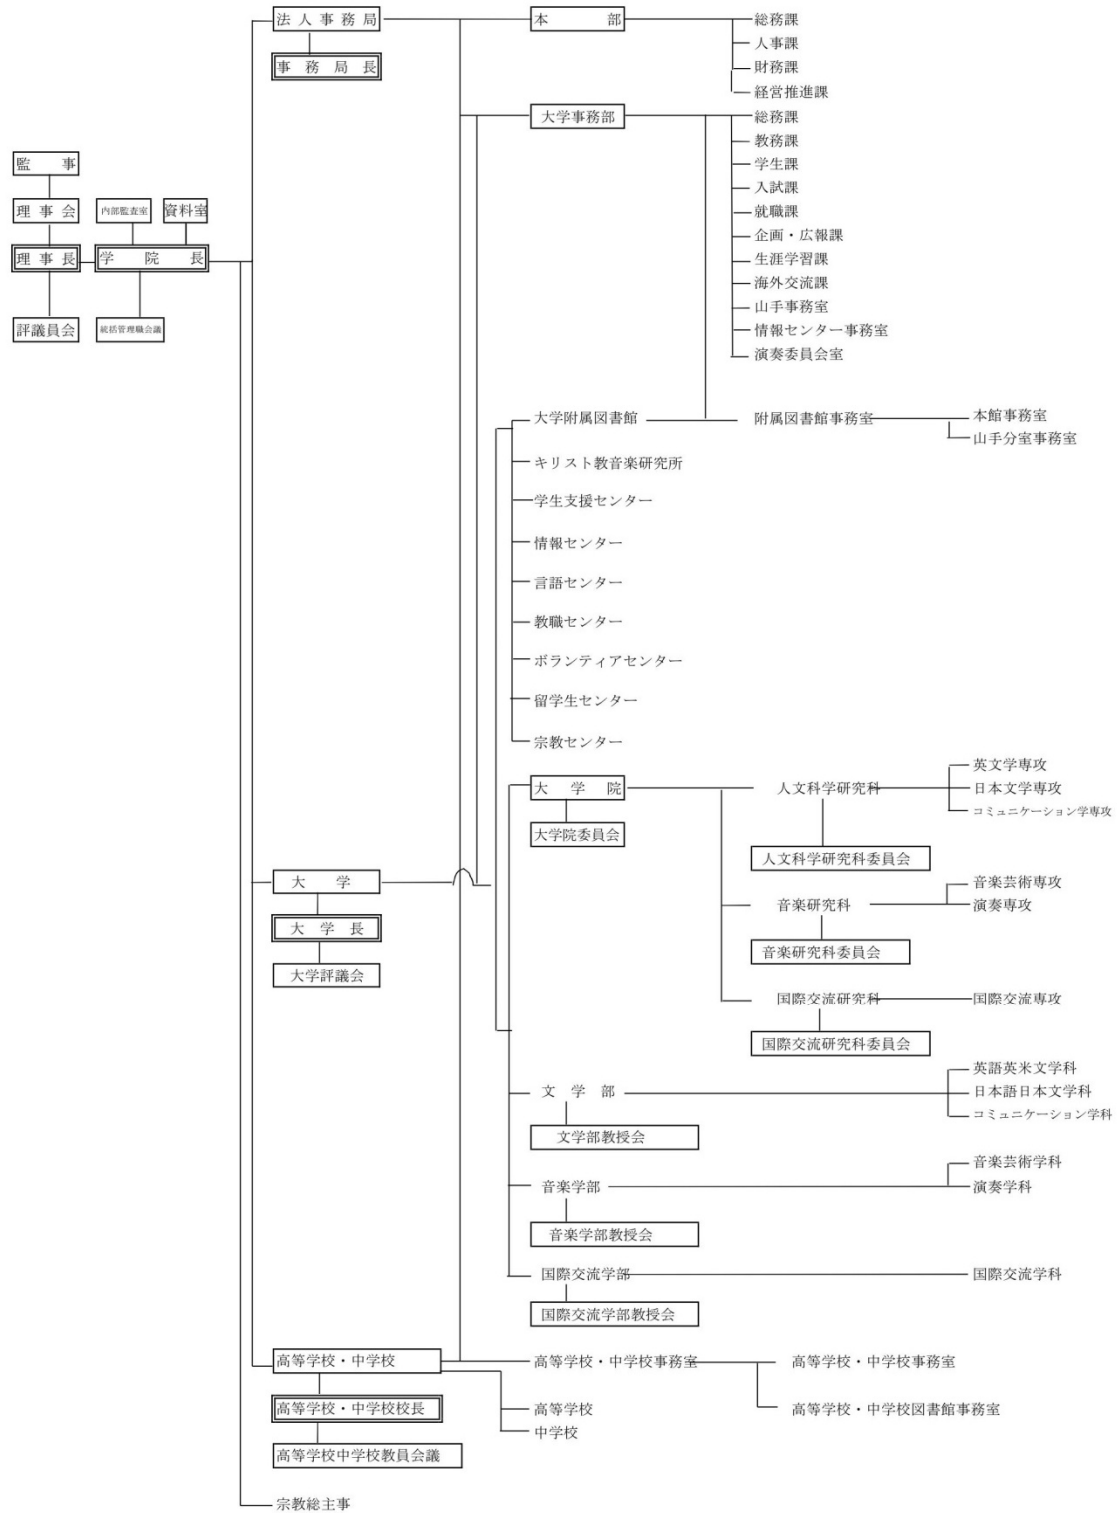 法人事務局
事務局長
本部
総務課
人事課
財務課
経営推進課
大学事務部
総務課
教務課
学生課
入試課
就職課
企画・広報課
生涯学習課
海外交流課
山手事務室
情報センター事務室
演奏委員会室
監事
理事会
内部監査室
資料室
理事長
学院長
評議員会
統括管理職会議
大学附属図書館
附属図書館事務室
本館事務室
山手分室事務室
キリスト教音楽研究所
学生支援センター
情報センター
言語センター
教職センター
ボランティアセンター
留学生センター
宗教センター
大学院
大学院委員会
人文科学研究科
英文学専攻
日本文学専攻
コミュニケーション学専攻
人文科学研究科委員会
音楽研究科
音楽芸術専攻
演奏専攻
音楽研究科委員会
国際交流研究科
国際交流専攻
国際交流研究科委員会
大学
大学長
大学評議会
文学部
英語英米文学科
日本語日本文学科
コミュニケーション学科
文学部教授会
音楽学部
音楽芸術学科
演奏学科
音楽学部教授会
国際交流学部
国際交流学科
国際交流学部教授会
高等学校・中学校
高等学校・中学校事務室
高等学校・中学校事務室
高等学校・中学校校長
高等学校
高等学校・中学校図書館事務室
中学校
高等学校中学校教員会議
宗教総主事